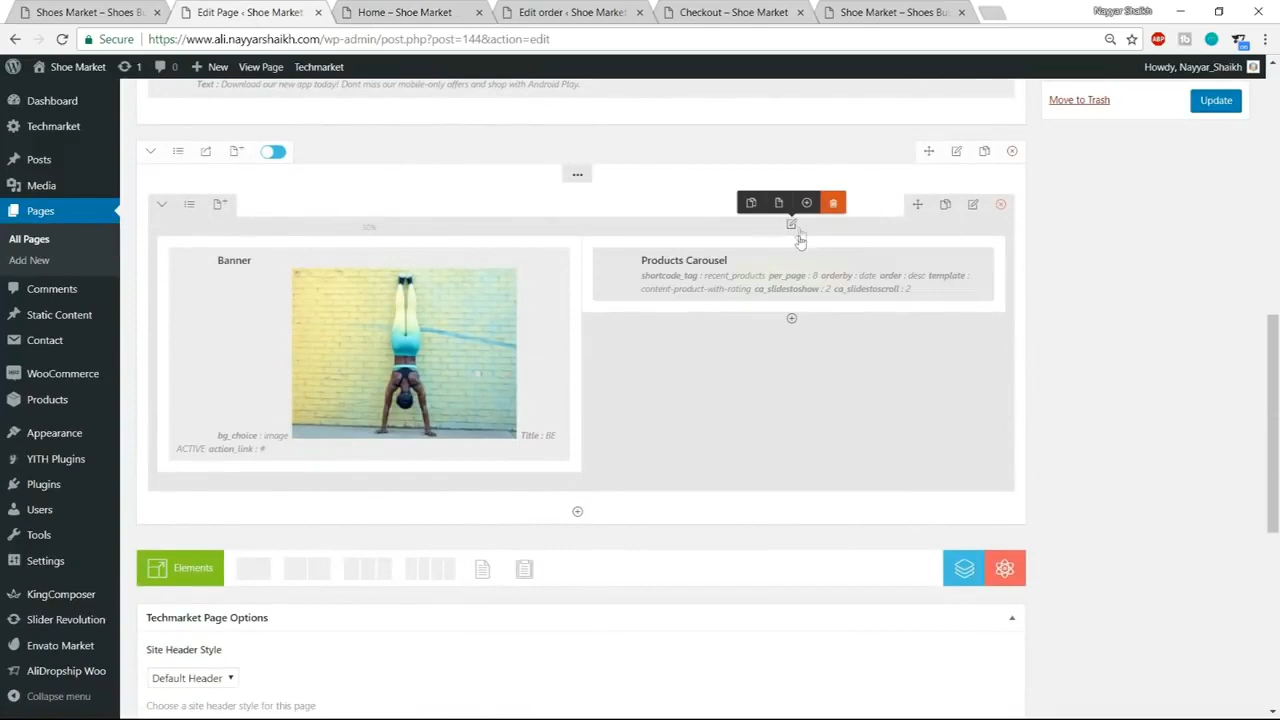 Shoes Market – Shoes Bu
Edit Page ‹ Shoe Market
Home – Shoe Market
Edit order ‹ Shoe Market
Checkout – Shoe Market
Shoe Market – Shoes Bu
Nayyar Shaikh
Secure
https://www.ali.nayyarshaikh.com/wp-admin/post.php?post=144&action=edit
ABP
Shoe Market
1
0
New
View Page
Techmarket
Howdy, Nayyar_Shaikh
Dashboard
Techmarket
Posts
Media
Pages
All Pages
Add New
Comments
Static Content
Contact
WooCommerce
Products
Appearance
YITH Plugins
Plugins
Users
Tools
Settings
KingComposer
Slider Revolution
Envato Market
AliDropship Woo
Collapse menu
Text : Download our new app today! Dont miss our mobile-only offers and shop with Android Play.
Move to Trash
Update
50%
Banner
bg_choice : image
Title : BE
ACTIVE action_link : #
Products Carousel
shortcode_tag : recent_products per_page : 8 orderby : date order : desc template :
content-product-with-rating ca_slidestoshow : 2 ca_slidestoscroll : 2
Elements
Techmarket Page Options
Site Header Style
Default Header
Choose a site header style for this page